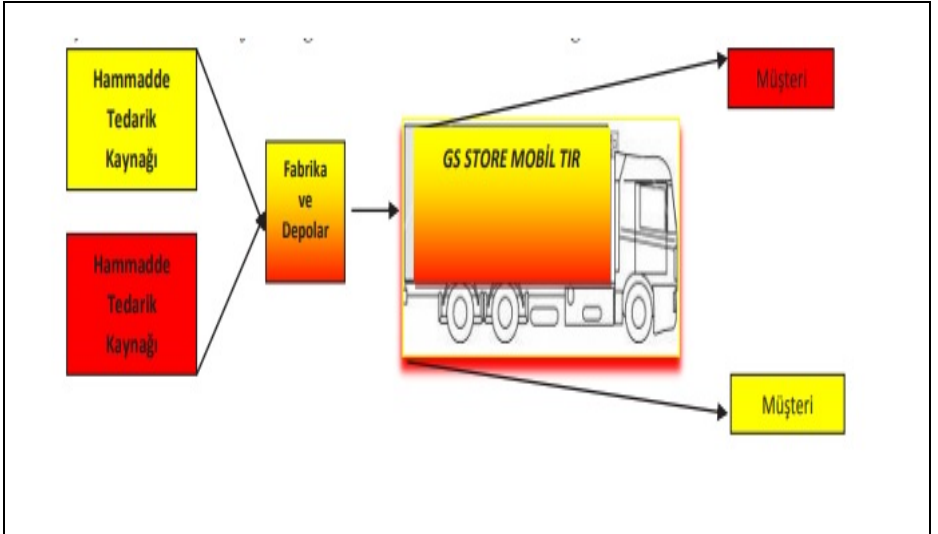 Hammadde
Tedarik
Kaynağı
Hammadde
Tedarik
Kaynağı
Fabrika
ve
Depolar
GS STORE MOBİL TIR
Müşteri
Müşteri